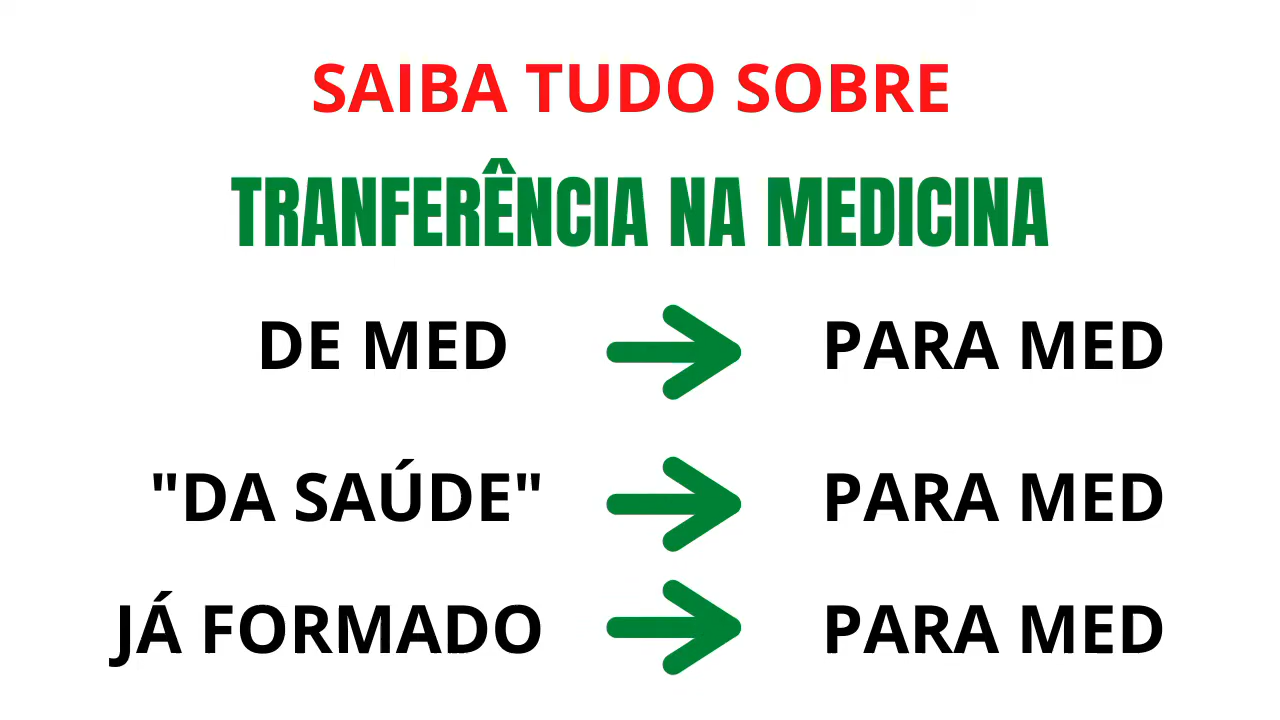 SAIBA TUDO SOBRE
TRANFERÊNCIA NA MEDICINA
DE MED PARA MED
"DA SAÚDE" PARA MED
JÁ FORMADO PARA MED